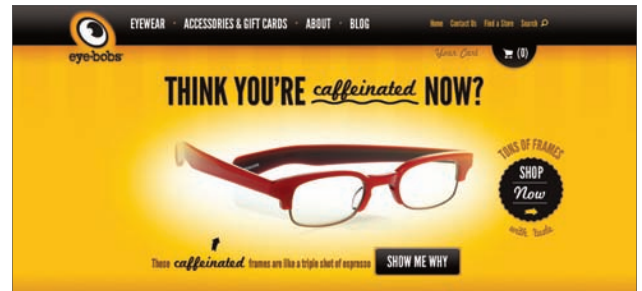 EYEWEAR · ACCESSORIES & GIFT CARDS · ABOUT · BLOG
Home Contact Us Find a Store Search
eye•bobs
Your Cart (0)
THINK YOU'RE caffeinated NOW?
TONS OF FRAMES
SHOP
Now
with taste
These caffeinated frames are like a triple shot of espresso
SHOW ME WHY